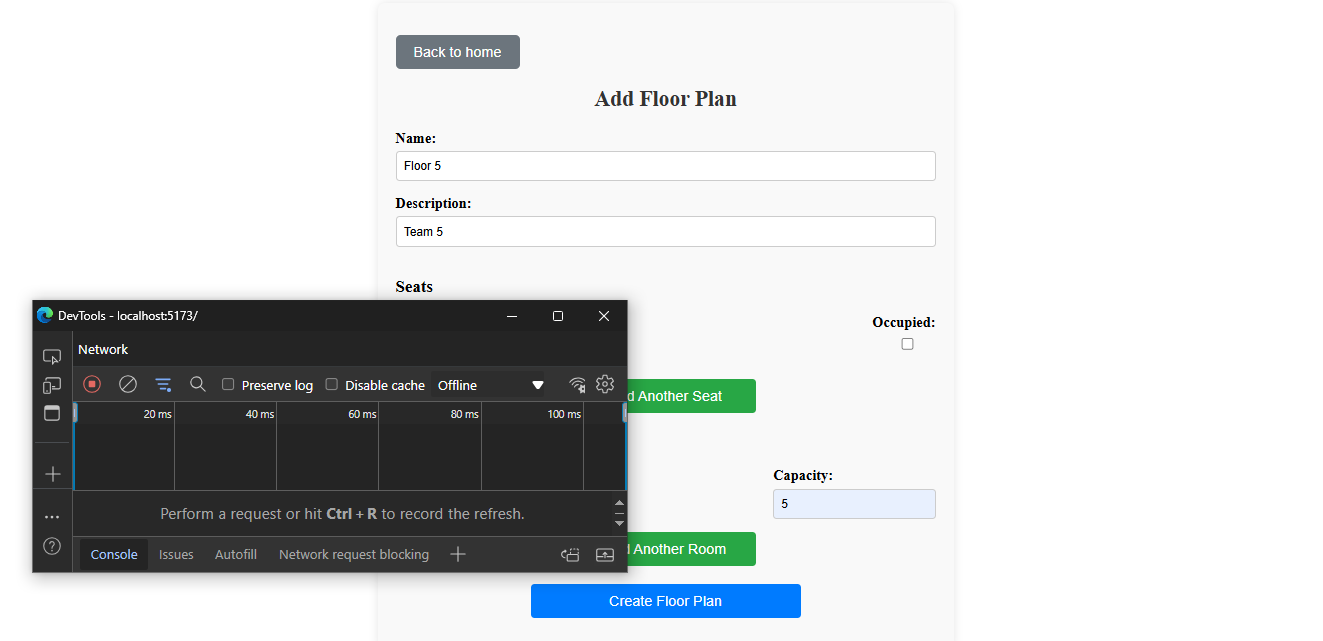 Back to home
Add Floor Plan
Name:
Floor 5
Description:
Team 5
Seats
Occupied:
Another Seat
Capacity:
5
Another Room
Create Floor Plan
DevTools - localhost:5173/
Network
Preserve log
Disable cache
Offline
20 ms
40 ms
60 ms
80 ms
100 ms
Perform a request or hit Ctrl + R to record the refresh.
Console
Issues
Autofill
Network request blocking